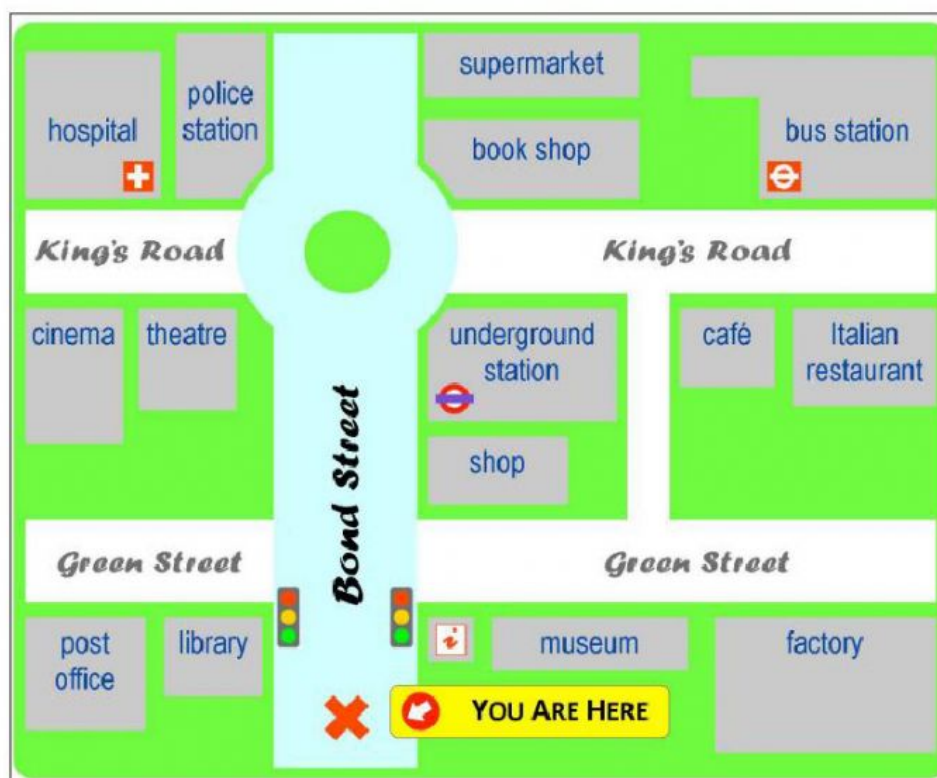 hospital
police
station
supermarket
book shop
bus station
King's Road
King's Road
cinema
theatre
underground
station
café
Italian
restaurant
shop
Bond Street
Green Street
Green Street
post
office
library
i
museum
factory
YOU ARE HERE